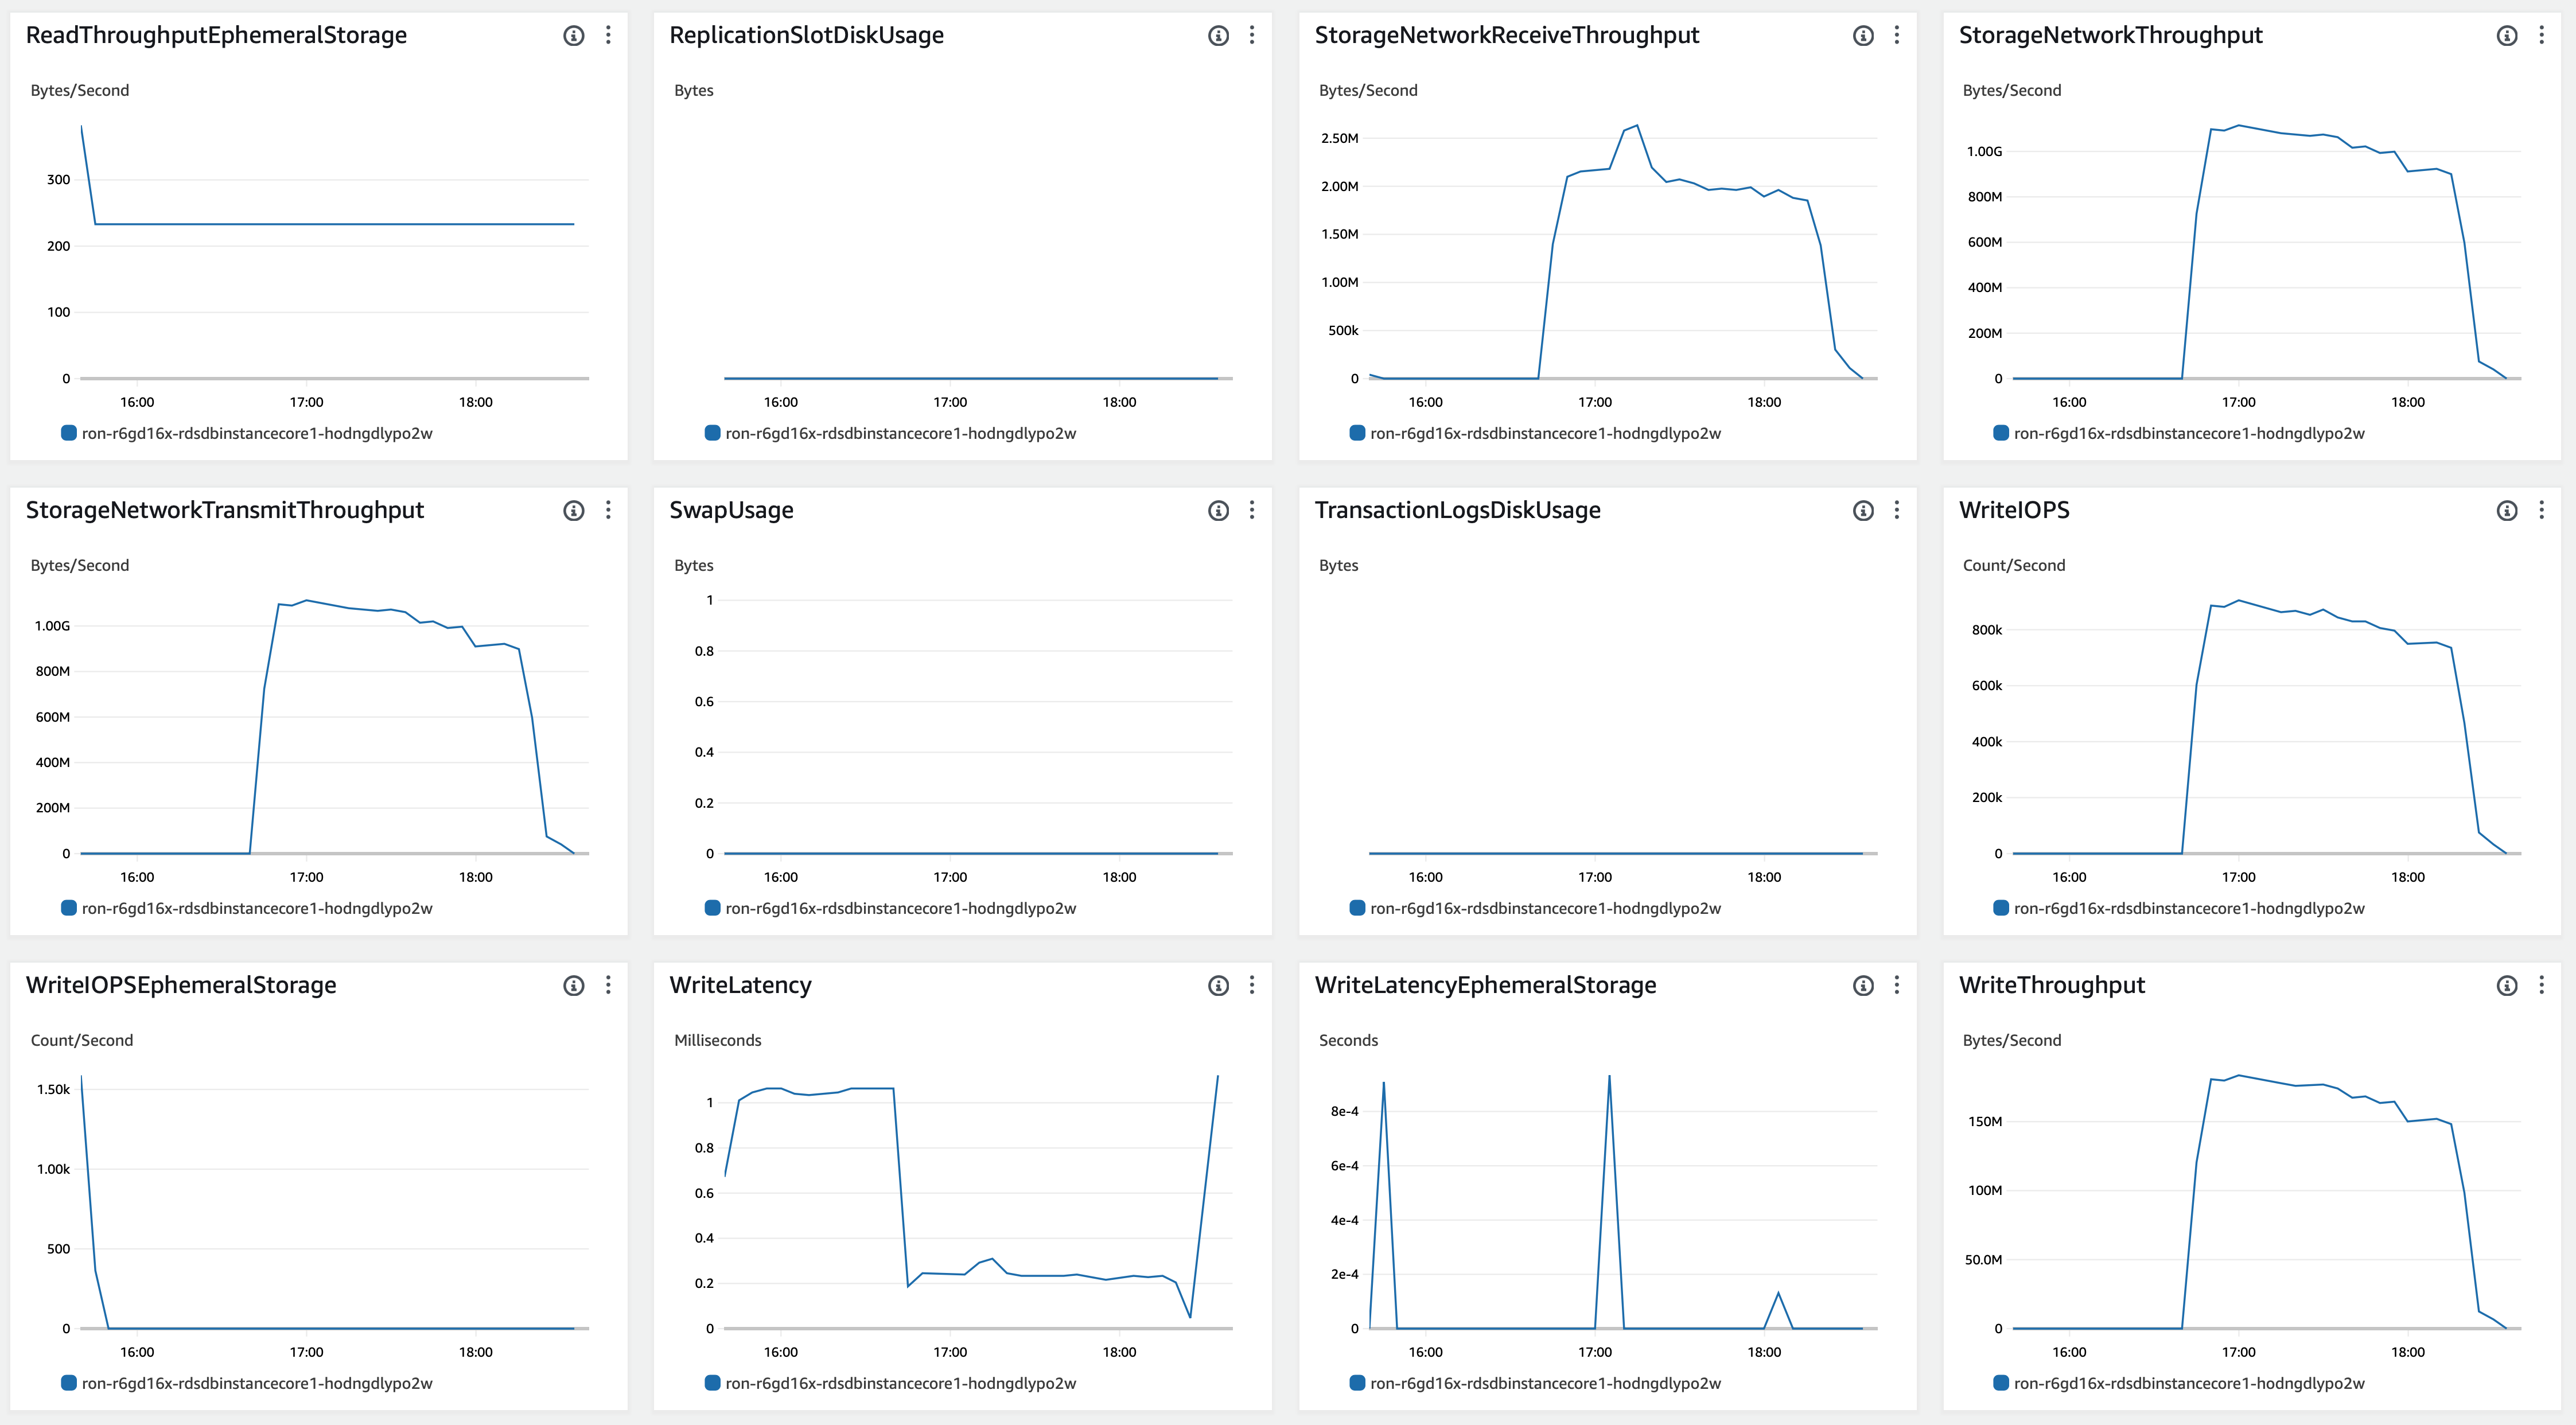 ReadThroughputEphemeralStorage
Bytes/Second
300
200
100
0
16:00 17:00 18:00
ron-r6gd16x-rdsdbinstancecore1-hodngdlypo2w
ReplicationSlotDiskUsage
Bytes
16:00 17:00 18:00
ron-r6gd16x-rdsdbinstancecore1-hodngdlypo2w
StorageNetworkReceiveThroughput
Bytes/Second
2.50M
2.00M
1.50M
1.00M
500k
0
16:00 17:00 18:00
ron-r6gd16x-rdsdbinstancecore1-hodngdlypo2w
StorageNetworkThroughput
Bytes/Second
1.00G
800M
600M
400M
200M
0
16:00 17:00 18:00
ron-r6gd16x-rdsdbinstancecore1-hodngdlypo2w
StorageNetworkTransmitThroughput
Bytes/Second
1.00G
800M
600M
400M
200M
0
16:00 17:00 18:00
ron-r6gd16x-rdsdbinstancecore1-hodngdlypo2w
SwapUsage
Bytes
1
0.8
0.6
0.4
0.2
0
16:00 17:00 18:00
ron-r6gd16x-rdsdbinstancecore1-hodngdlypo2w
TransactionLogsDiskUsage
Bytes
16:00 17:00 18:00
ron-r6gd16x-rdsdbinstancecore1-hodngdlypo2w
WriteIOPS
Count/Second
800k
600k
400k
200k
0
16:00 17:00 18:00
ron-r6gd16x-rdsdbinstancecore1-hodngdlypo2w
WriteIOPSEphemeralStorage
Count/Second
1.50k
1.00k
500
0
16:00 17:00 18:00
ron-r6gd16x-rdsdbinstancecore1-hodngdlypo2w
WriteLatency
Milliseconds
1
0.8
0.6
0.4
0.2
0
16:00 17:00 18:00
ron-r6gd16x-rdsdbinstancecore1-hodngdlypo2w
WriteLatencyEphemeralStorage
Seconds
8e-4
6e-4
4e-4
2e-4
0
16:00 17:00 18:00
ron-r6gd16x-rdsdbinstancecore1-hodngdlypo2w
WriteThroughput
Bytes/Second
150M
100M
50.0M
0
16:00 17:00 18:00
ron-r6gd16x-rdsdbinstancecore1-hodngdlypo2w